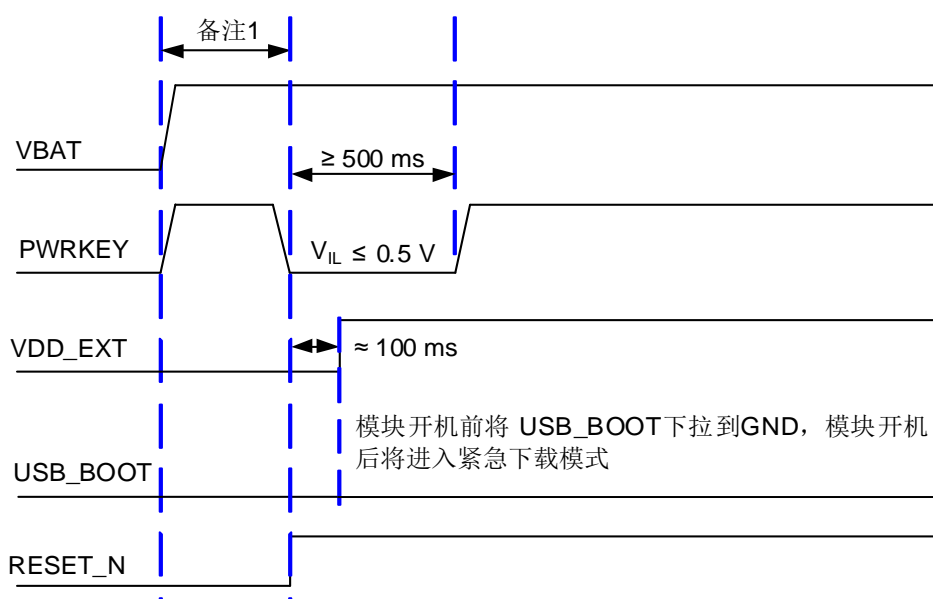 备注1
VBAT
≥ 500 ms
PWRKEY
VIL ≤ 0.5 V
VDD_EXT
≈ 100 ms
模块开机前将 USB_BOOT下拉到GND，模块开机
后将进入紧急下载模式
USB_BOOT
RESET_N